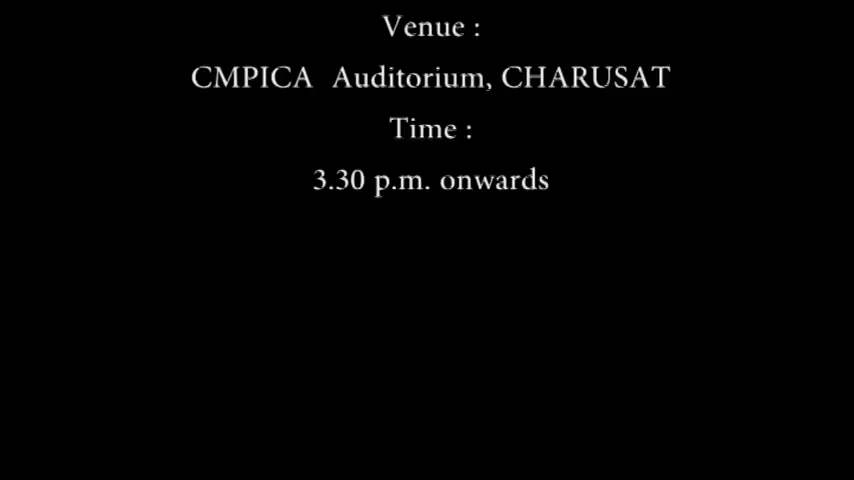 Venue :
CMPICA  Auditorium, CHARUSAT
Time :
3.30 p.m. onwards